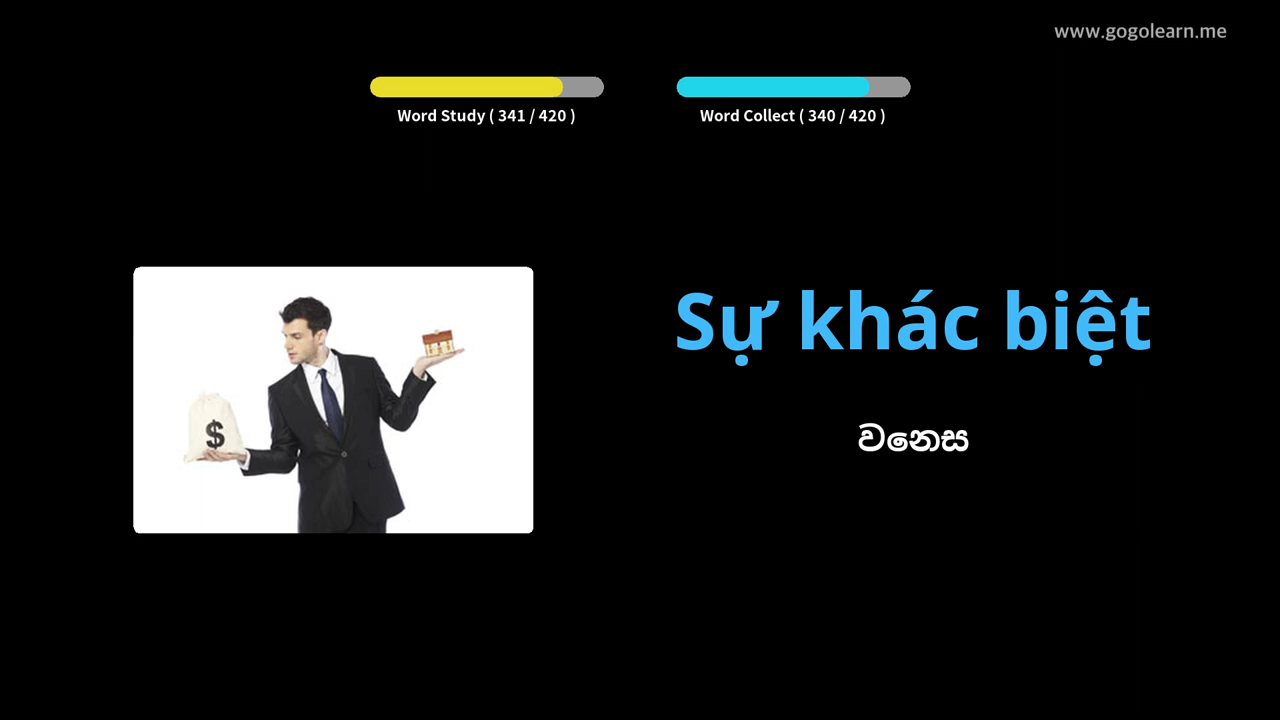 www.gogolearn.me
Word Study ( 341 / 420 )
Word Collect ( 340 / 420 )
Sự khác biệt
වෙනස